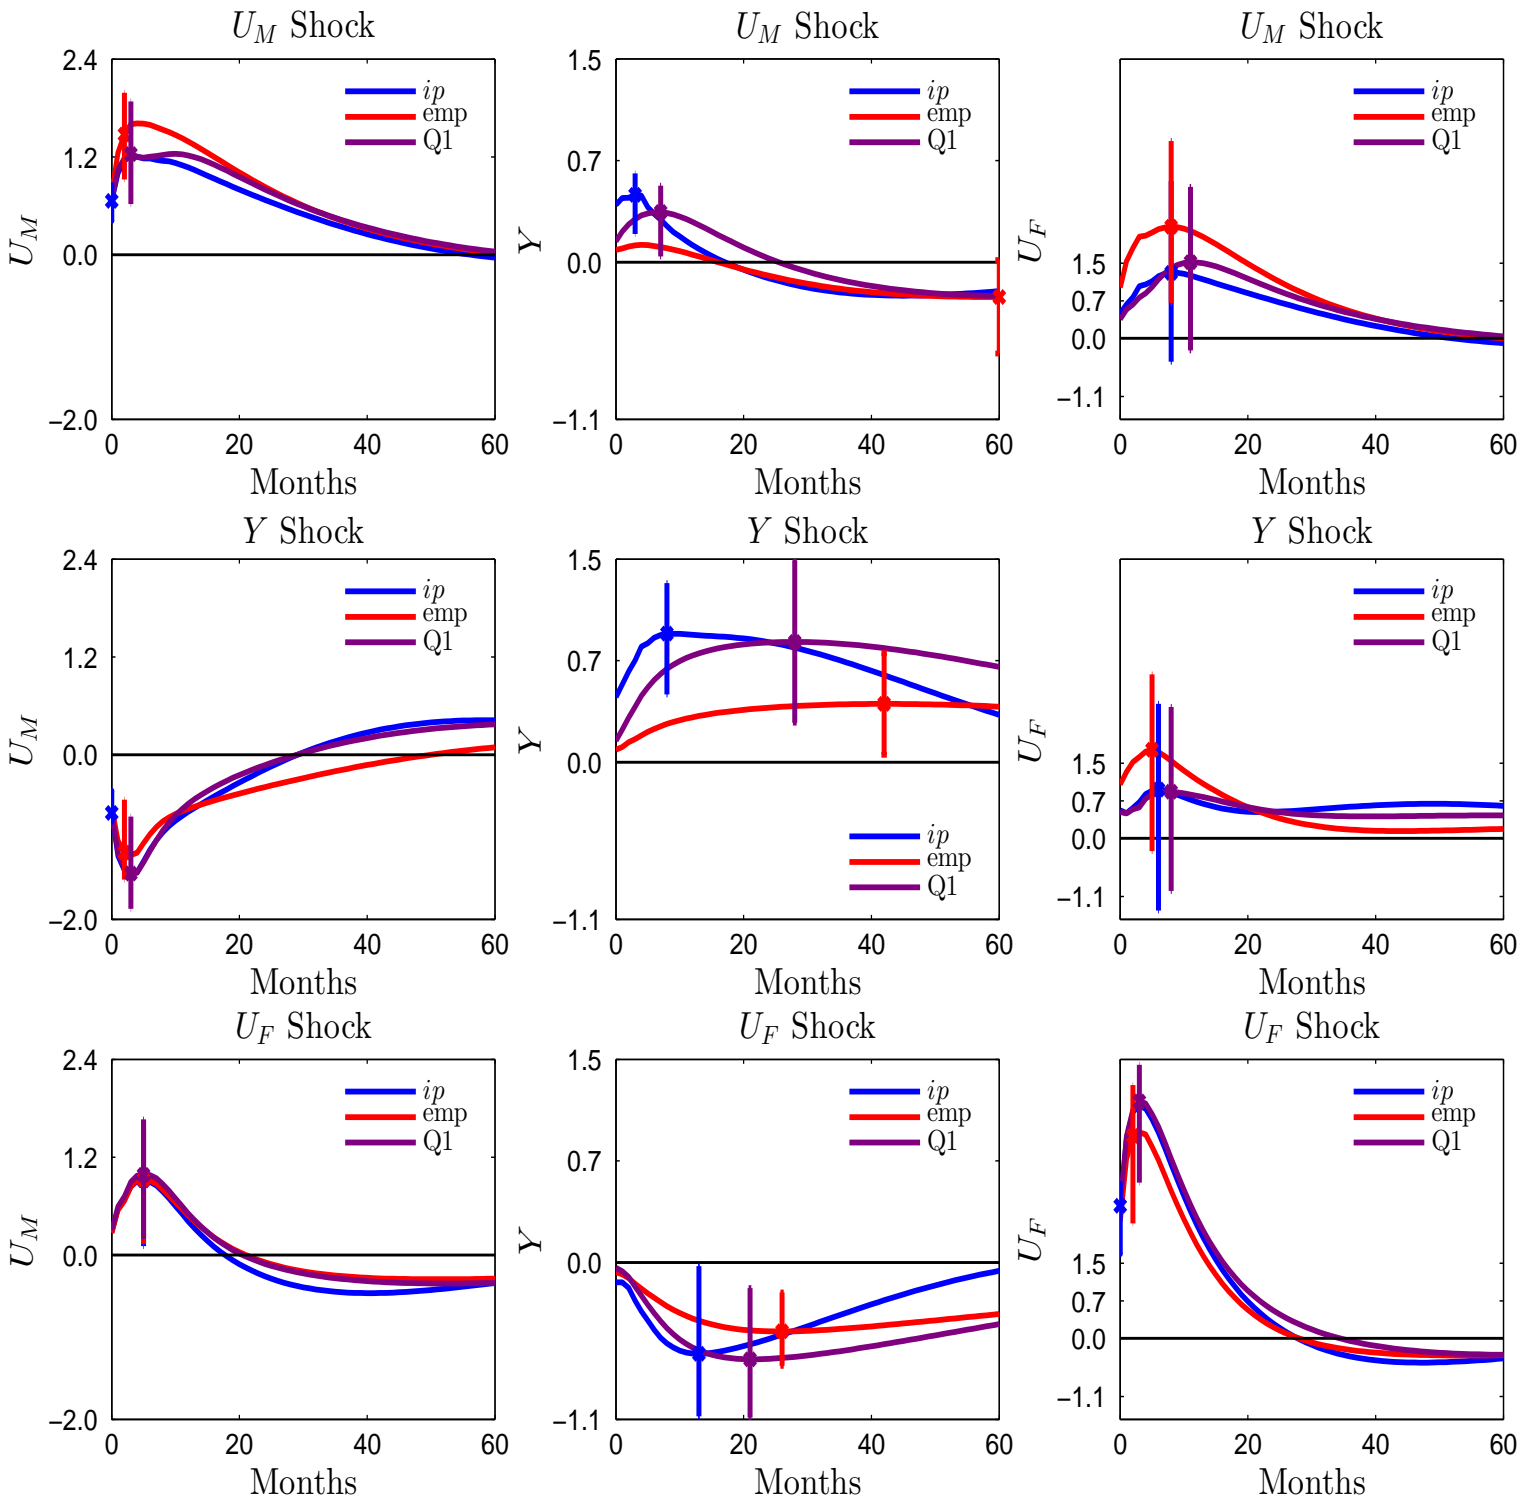 U_M Shock
U_M Shock
U_M Shock
2.4
1.2
0.0
−2.0
U_M
ip
emp
Q1
0 20 40 60
Months
1.5
0.7
0.0
−1.1
Y
ip
emp
Q1
0 20 40 60
Months
1.5
0.7
0.0
−1.1
U_F
ip
emp
Q1
0 20 40 60
Months
Y Shock
Y Shock
Y Shock
2.4
1.2
0.0
−2.0
U_M
ip
emp
Q1
0 20 40 60
Months
1.5
0.7
0.0
−1.1
Y
ip
emp
Q1
0 20 40 60
Months
1.5
0.7
0.0
−1.1
U_F
ip
emp
Q1
0 20 40 60
Months
U_F Shock
U_F Shock
U_F Shock
2.4
1.2
0.0
−2.0
U_M
ip
emp
Q1
0 20 40 60
Months
1.5
0.7
0.0
−1.1
Y
ip
emp
Q1
0 20 40 60
Months
1.5
0.7
0.0
−1.1
U_F
ip
emp
Q1
0 20 40 60
Months